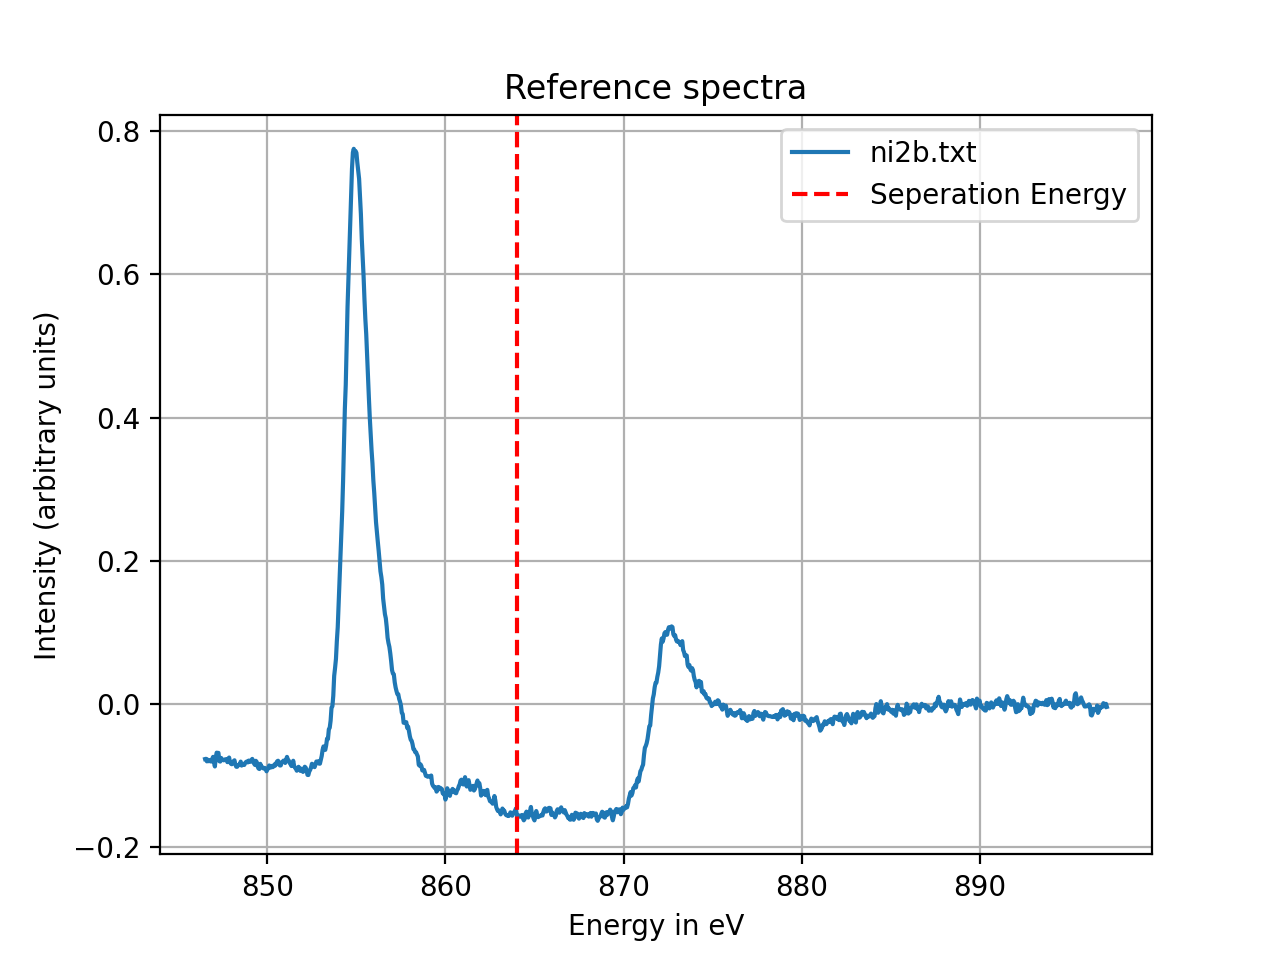 Reference spectra
ni2b.txt
Seperation Energy
Intensity (arbitrary units)
0.8
0.6
0.4
0.2
0.0
−0.2
850 860 870 880 890
Energy in eV